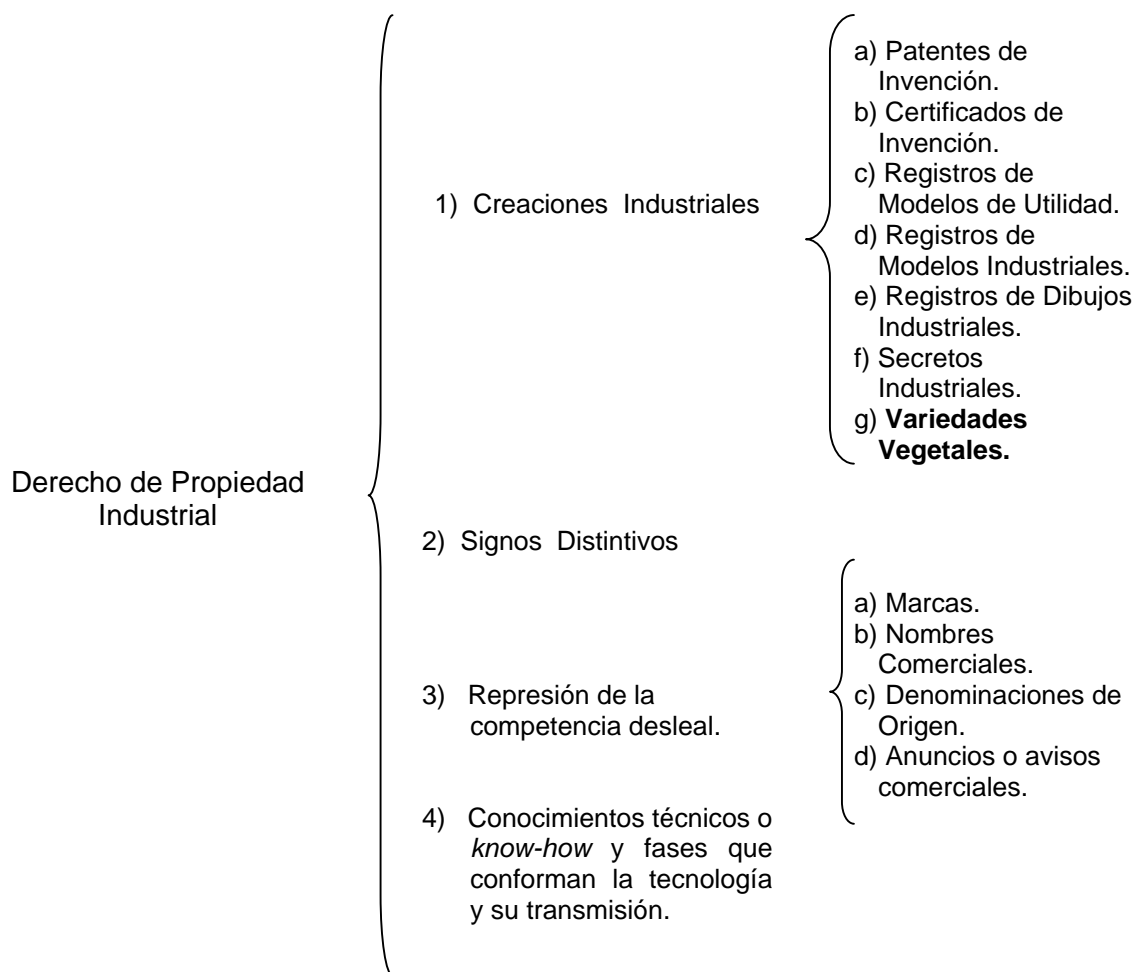 Derecho de Propiedad
Industrial
1) Creaciones Industriales
a) Patentes de
Invención.
b) Certificados de
Invención.
c) Registros de
Modelos de Utilidad.
d) Registros de
Modelos Industriales.
e) Registros de Dibujos
Industriales.
f) Secretos
Industriales.
g) Variedades
Vegetales.
2) Signos Distintivos
a) Marcas.
b) Nombres
Comerciales.
c) Denominaciones de
Origen.
d) Anuncios o avisos
comerciales.
3) Represión de la
competencia desleal.
4) Conocimientos técnicos o
know-how y fases que
conforman la tecnología
y su transmisión.